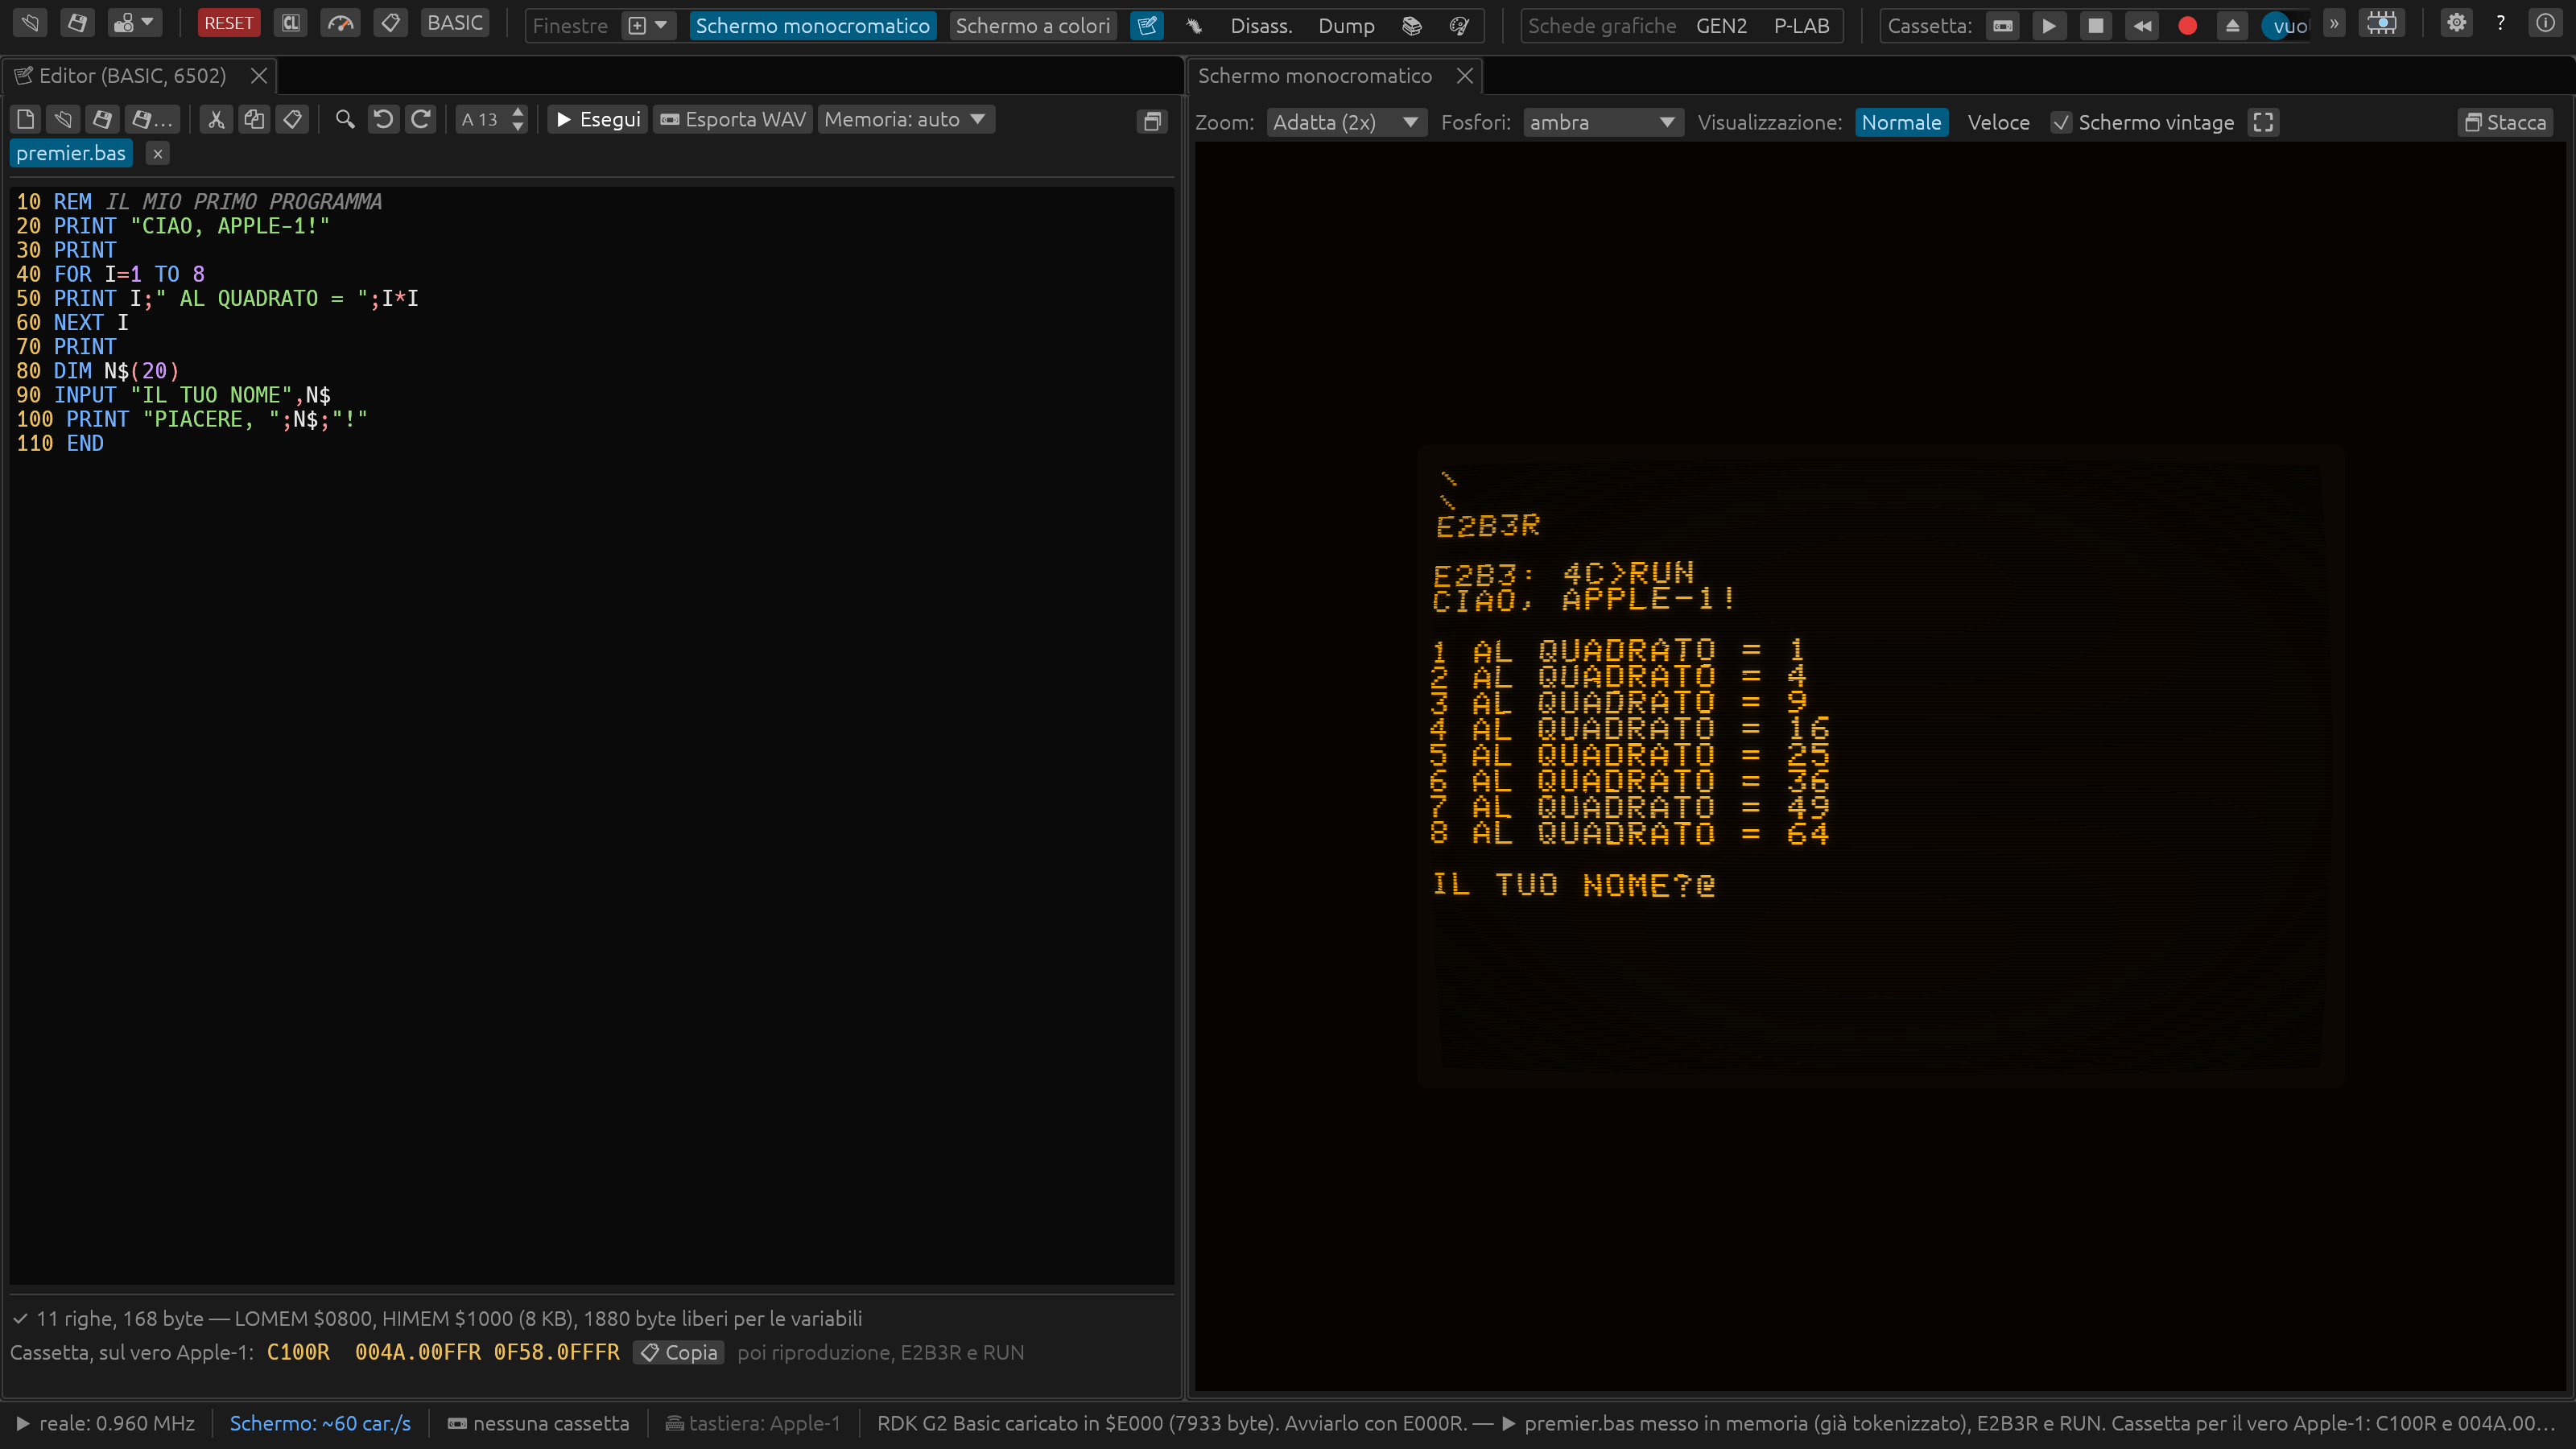 RESET BASIC Finestre Schermo monocromatico Schermo a colori Disass. Dump Schede grafiche GEN2 P-LAB Cassetta: vuo » ?
Editor (BASIC, 6502)
A 13 Esegui Esporta WAV Memoria: auto
premier.bas x
10 REM IL MIO PRIMO PROGRAMMA
20 PRINT "CIAO, APPLE-1!"
30 PRINT
40 FOR I=1 TO 8
50 PRINT I;" AL QUADRATO = ";I*I
60 NEXT I
70 PRINT
80 DIM N$(20)
90 INPUT "IL TUO NOME",N$
100 PRINT "PIACERE, ";N$;"!"
110 END
✓ 11 righe, 168 byte — LOMEM $0800, HIMEM $1000 (8 KB), 1880 byte liberi per le variabili
Cassetta, sul vero Apple-1: C100R 004A.00FFR 0F58.0FFFR Copia poi riproduzione, E2B3R e RUN
Schermo monocromatico
Zoom: Adatta (2x) Fosfori: ambra Visualizzazione: Normale Veloce Schermo vintage Stacca
\
\
E2B3R
E2B3: 4C>RUN
CIAO, APPLE-1!
1 AL QUADRATO = 1
2 AL QUADRATO = 4
3 AL QUADRATO = 9
4 AL QUADRATO = 16
5 AL QUADRATO = 25
6 AL QUADRATO = 36
7 AL QUADRATO = 49
8 AL QUADRATO = 64
IL TUO NOME?@
reale: 0.960 MHz Schermo: ~60 car./s nessuna cassetta tastiera: Apple-1 RDK G2 Basic caricato in $E000 (7933 byte). Avviarlo con E000R. — ▶ premier.bas messo in memoria (già tokenizzato), E2B3R e RUN. Cassetta per il vero Apple-1: C100R e 004A.00…